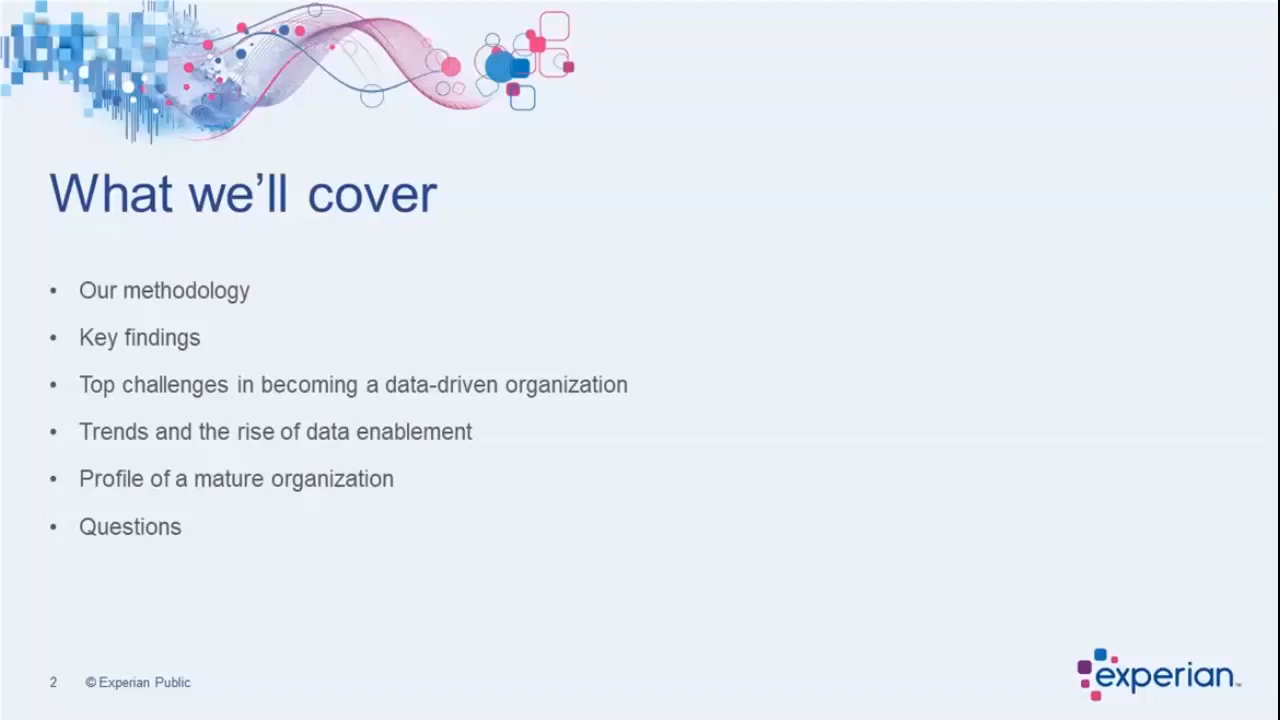 What we’ll cover
• Our methodology
• Key findings
• Top challenges in becoming a data-driven organization
• Trends and the rise of data enablement
• Profile of a mature organization
• Questions
2 © Experian Public
experian™